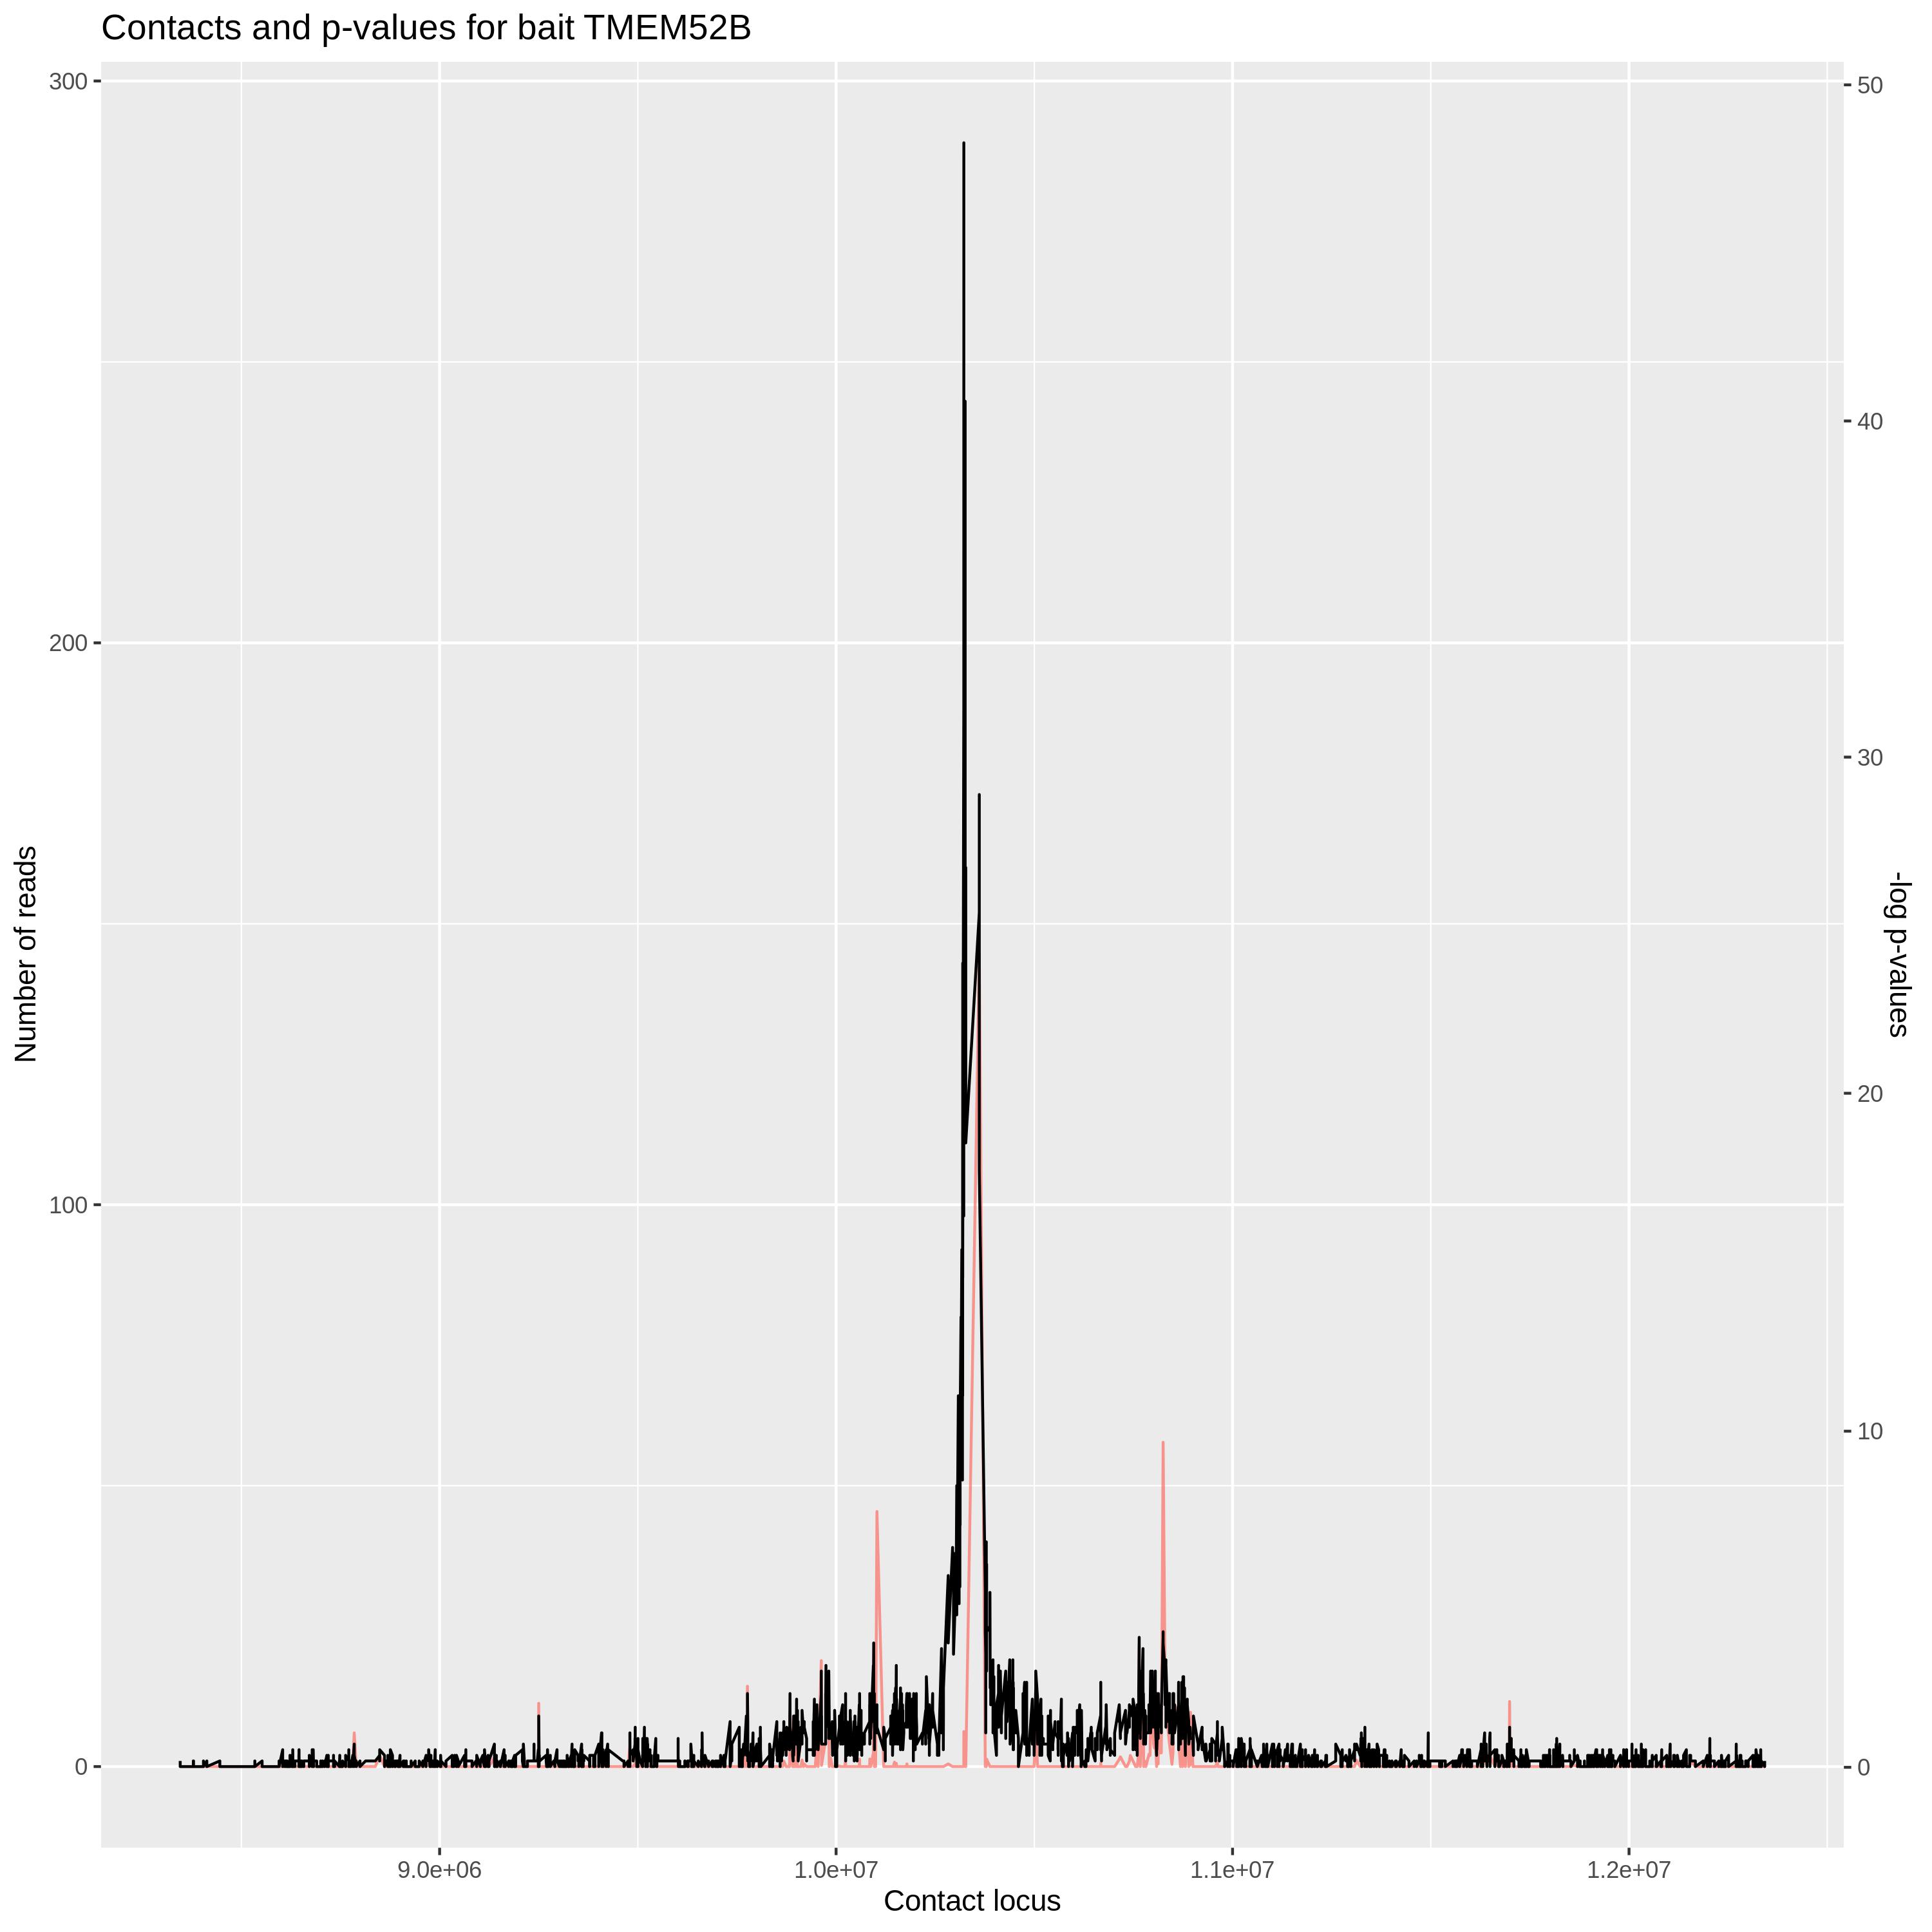 Contacts and p-values for bait TMEM52B
300
200
100
0
Number of reads
50
40
30
20
10
0
-log p-values
9.0e+06
1.0e+07
1.1e+07
1.2e+07
Contact locus